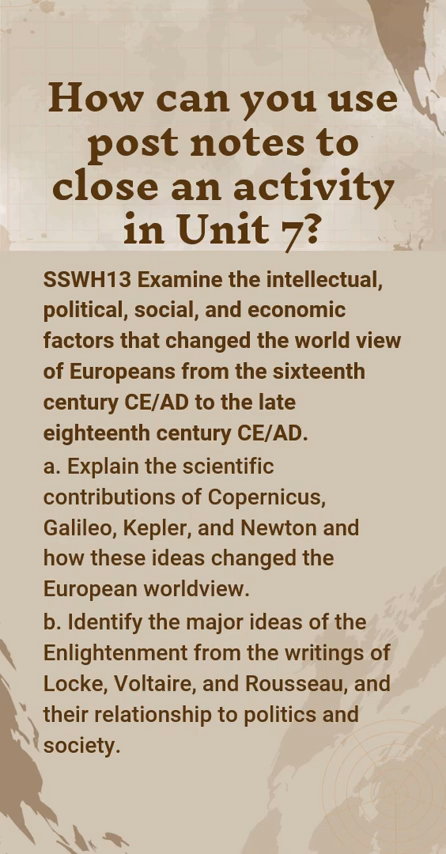 How can you use
post notes to
close an activity
in Unit 7?
SSWH13 Examine the intellectual,
political, social, and economic
factors that changed the world view
of Europeans from the sixteenth
century CE/AD to the late
eighteenth century CE/AD.
a. Explain the scientific
contributions of Copernicus,
Galileo, Kepler, and Newton and
how these ideas changed the
European worldview.
b. Identify the major ideas of the
Enlightenment from the writings of
Locke, Voltaire, and Rousseau, and
their relationship to politics and
society.